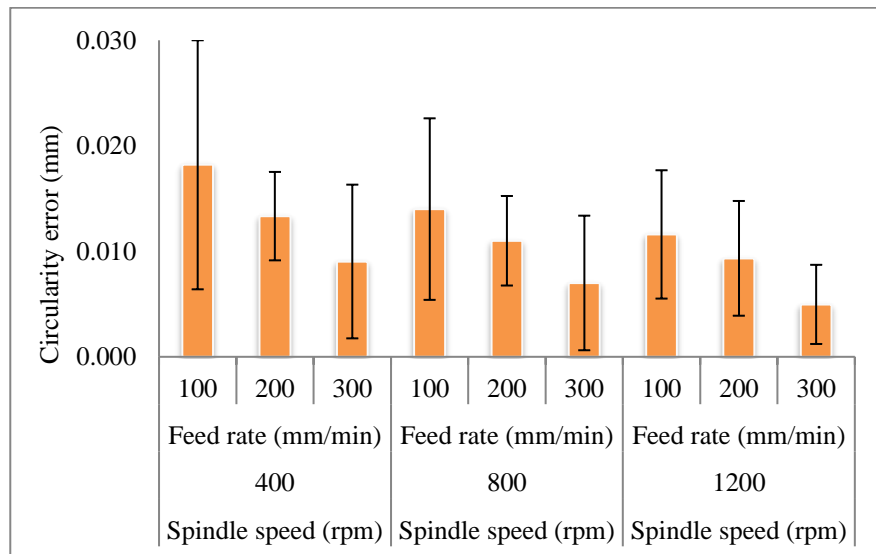 Circularity error (mm)
0.030
0.020
0.010
0.000
100 200 300 100 200 300 100 200 300
Feed rate (mm/min) Feed rate (mm/min) Feed rate (mm/min)
400 800 1200
Spindle speed (rpm) Spindle speed (rpm) Spindle speed (rpm)